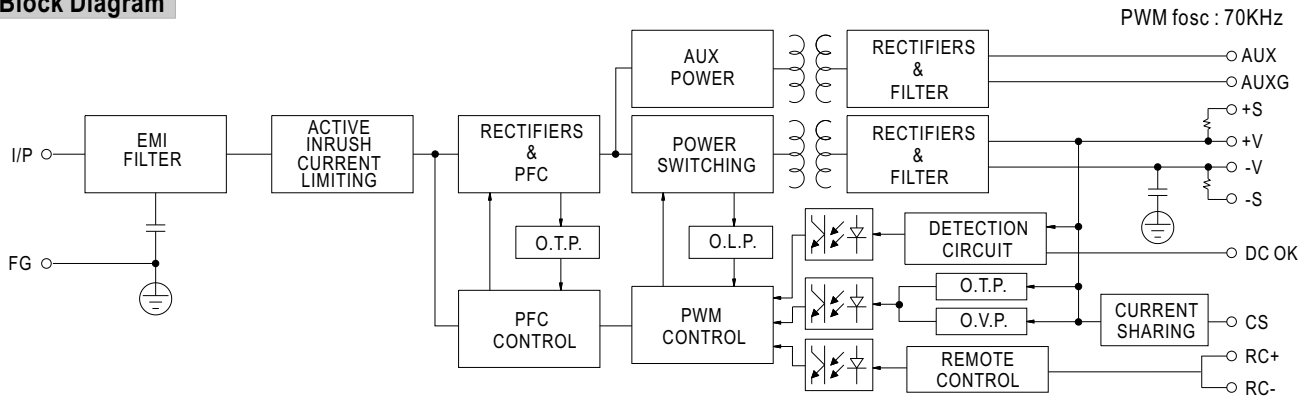 Block Diagram
PWM fosc : 70KHz
AUX
POWER
RECTIFIERS
&
FILTER
AUX
AUXG
+S
+V
-V
-S
I/P
EMI
FILTER
ACTIVE
INRUSH
CURRENT
LIMITING
RECTIFIERS
&
PFC
POWER
SWITCHING
RECTIFIERS
&
FILTER
FG
O.T.P.
O.L.P.
DETECTION
CIRCUIT
DC OK
PFC
CONTROL
PWM
CONTROL
O.T.P.
O.V.P.
CURRENT
SHARING
CS
REMOTE
CONTROL
RC+
RC-